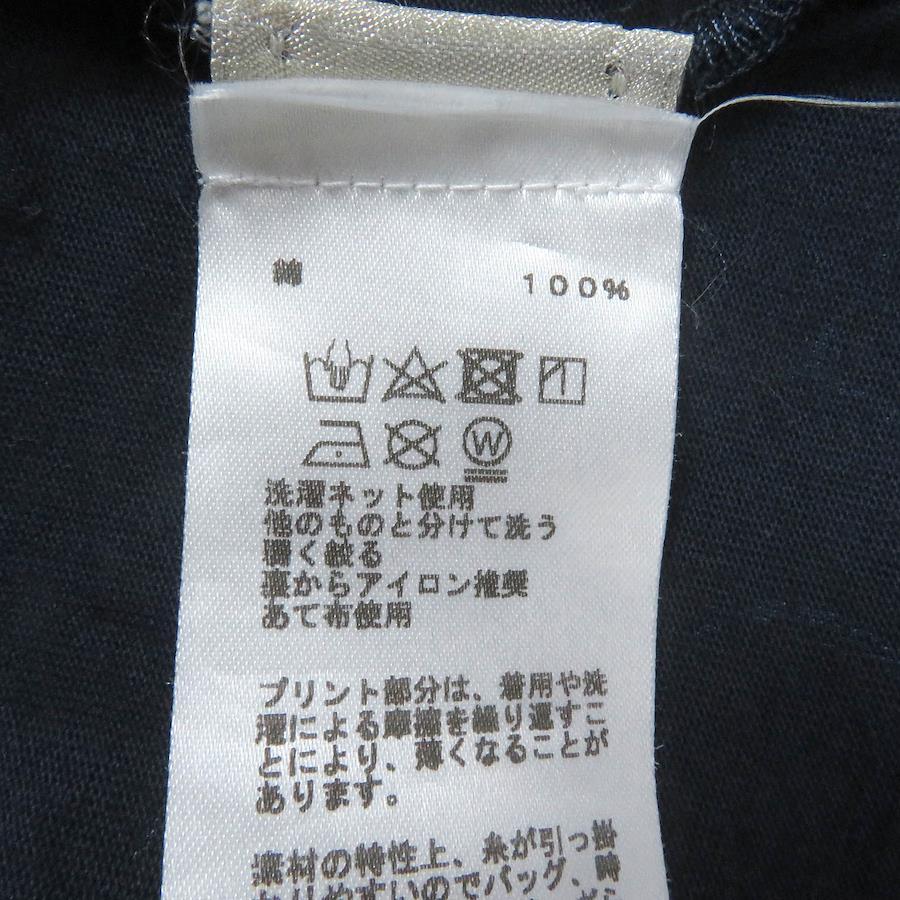 綿 100%
W
洗濯ネット使用
他のものと分けて洗う
弱く絞る
裏からアイロン推奨
あて布使用
プリント部分は、着用や洗
濯による摩擦を繰り返すこ
とにより、薄くなることが
あります。
素材の特性上、糸が引っ掛
やすいのでバッグ、時